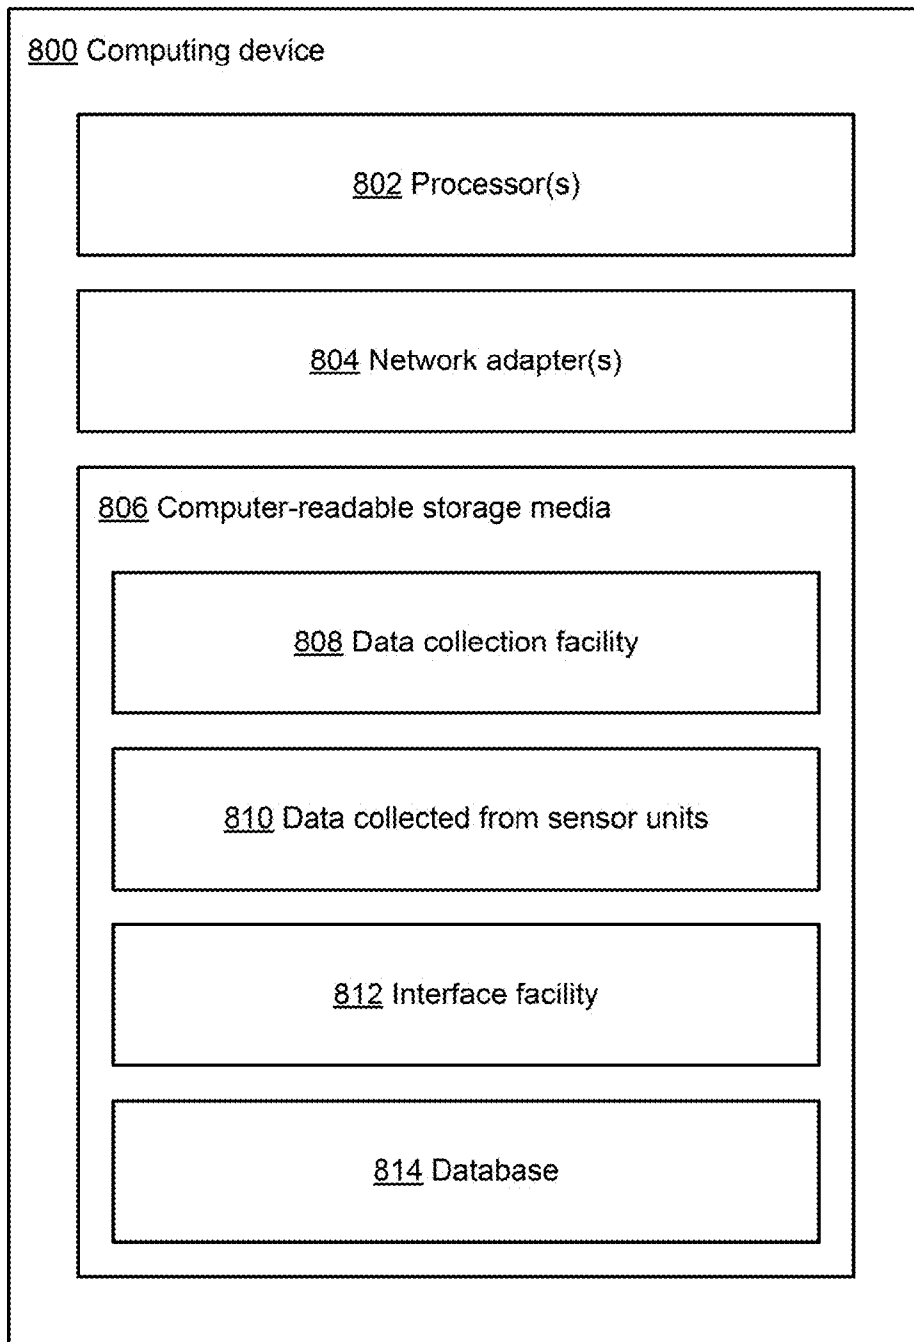 800 Computing device
802 Processor(s)
804 Network adapter(s)
806 Computer-readable storage media
808 Data collection facility
810 Data collected from sensor units
812 Interface facility
814 Database